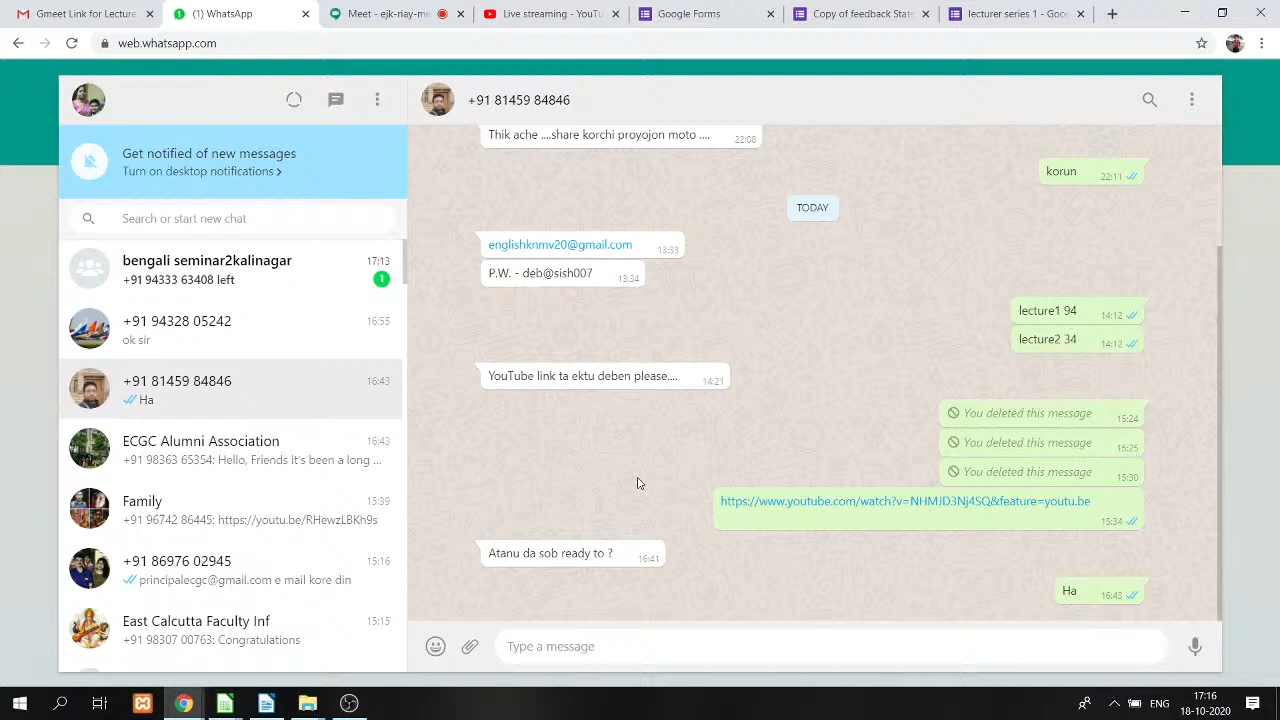 Gmeet Link for Lecture
(1) WhatsApp
Meet – ejk-riay-me
Live streaming - YouTu
Google Forms
Copy of feedback State
lecturer series 1 - Goo
web.whatsapp.com
+91 81459 84846
Get notified of new messages
Turn on desktop notifications >
Search or start new chat
bengali seminar2kalinagar 17:13
+91 94333 63408 left 1
+91 94328 05242 16:55
ok sir
+91 81459 84846 16:43
Ha
ECGC Alumni Association 16:43
+91 98363 65354: Hello, Friends it's been a long ...
Family 15:39
+91 96742 86445: https://youtu.be/RHewzLBKh9s
+91 86976 02945 15:16
principalecgc@gmail.com e mail kore din
East Calcutta Faculty Inf 15:15
+91 98307 00763: Congratulations
Thik ache ....share korchi proyojon moto .... 22:08
korun 22:11
TODAY
englishknmv20@gmail.com 13:33
P.W. - deb@sish007 13:34
lecture1 94 14:12
lecture2 34 14:12
YouTube link ta ektu deben please.... 14:21
You deleted this message 15:24
You deleted this message 15:25
You deleted this message 15:30
https://www.youtube.com/watch?v=NHMJD3Nj4SQ&feature=youtu.be
15:34
Atanu da sob ready to ? 16:41
Ha 16:43
Type a message
ENG
17:16
18-10-2020